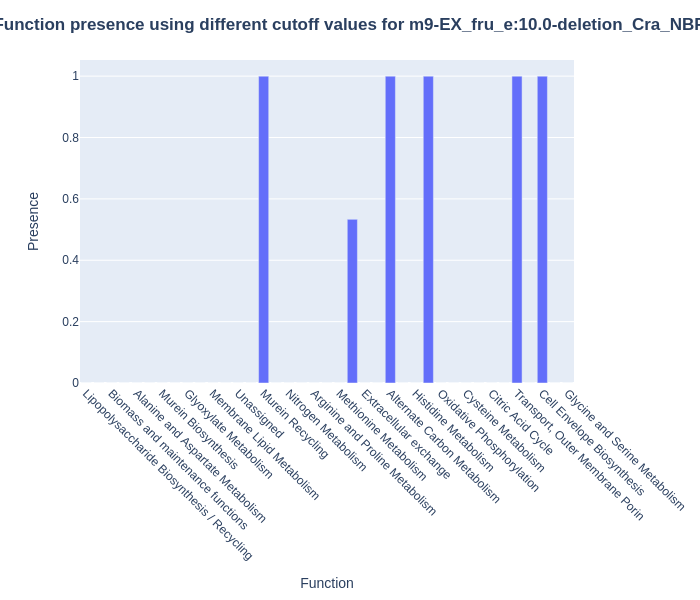 Function presence using different cutoff values for m9-EX_fru_e:10.0-deletion_Cra_NBR
1
0.8
0.6
0.4
0.2
0
Presence
Lipopolysaccharide Biosynthesis / Recycling
Biomass and maintenance functions
Alanine and Aspartate Metabolism
Murein Biosynthesis
Glyoxylate Metabolism
Membrane Lipid Metabolism
Unassigned
Murein Recycling
Nitrogen Metabolism
Arginine and Proline Metabolism
Methionine Metabolism
Extracellular exchange
Alternate Carbon Metabolism
Histidine Metabolism
Oxidative Phosphorylation
Cysteine Metabolism
Citric Acid Cycle
Transport, Outer Membrane Porin
Cell Envelope Biosynthesis
Glycine and Serine Metabolism
Function